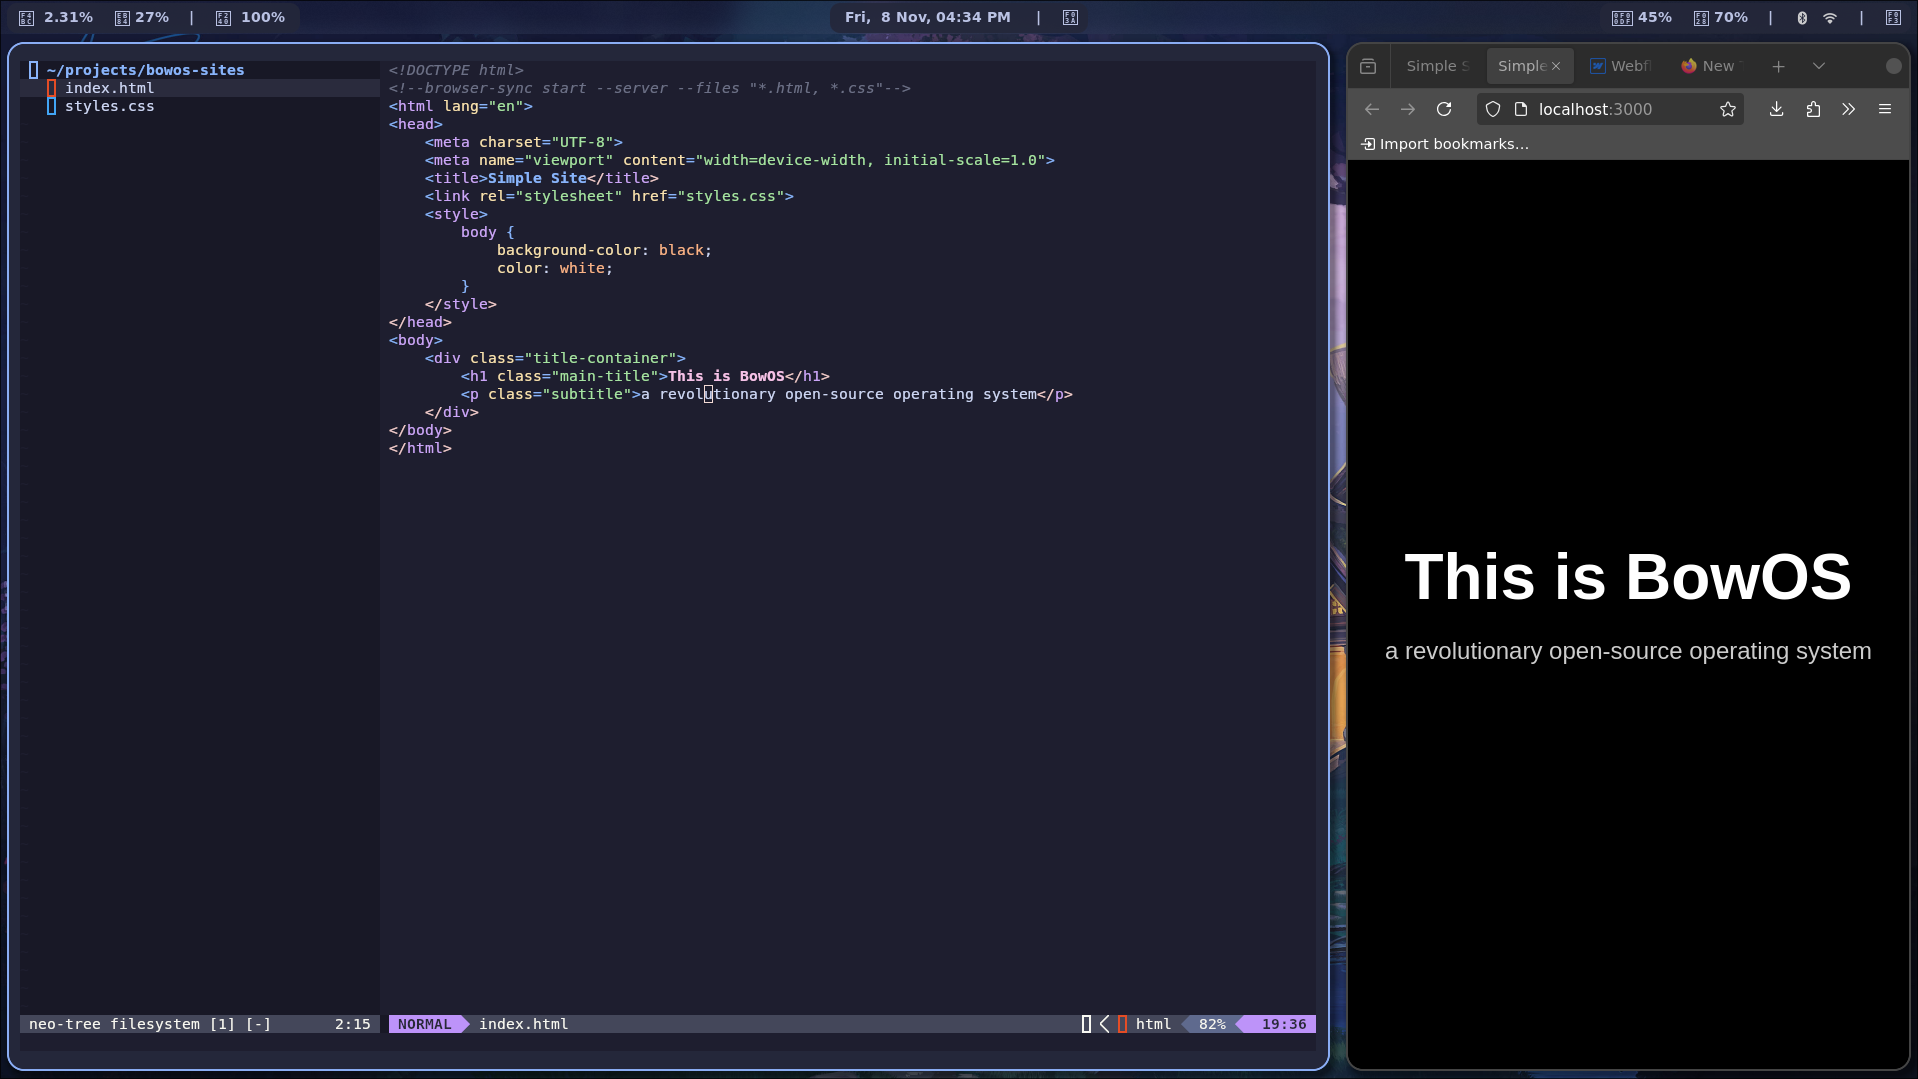 2.31% 27% | 100%
Fri, 8 Nov, 04:34 PM |
45% 70% | |
~/projects/bowos-sites
index.html
styles.css
<!DOCTYPE html>
<!--browser-sync start --server --files "*.html, *.css"-->
<html lang="en">
<head>
    <meta charset="UTF-8">
    <meta name="viewport" content="width=device-width, initial-scale=1.0">
    <title>Simple Site</title>
    <link rel="stylesheet" href="styles.css">
    <style>
        body {
            background-color: black;
            color: white;
        }
    </style>
</head>
<body>
    <div class="title-container">
        <h1 class="main-title">This is BowOS</h1>
        <p class="subtitle">a revolutionary open-source operating system</p>
    </div>
</body>
</html>
neo-tree filesystem [1] [-] 2:15
NORMAL index.html html 82% 19:36
Simple S Simple Webfl New
localhost:3000
Import bookmarks…
This is BowOS
a revolutionary open-source operating system